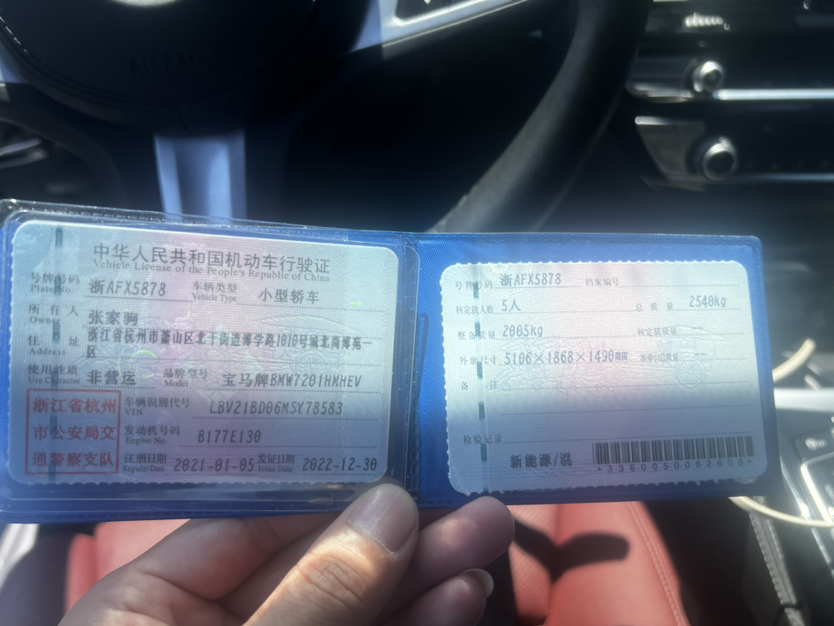 中华人民共和国机动车行驶证
Vehicle License of the People's Republic of China
号牌号码 浙AFX5878 车辆类型 小型轿车
Plate No. Vehicle Type
所有人 张家驹
Owner
住址 浙江省杭州市萧山区北干街道博学路1010号城北商博苑一
Address 区
使用性质 非营运 品牌型号 宝马牌BMW7201HMHEV
Use Character Model
浙江省杭州
市公安局交
通警察支队
车辆识别代号 LBV21BD06MSY78583
VIN
发动机号码 B177E130
Engine No.
注册日期 2021-01-05 发证日期 2022-12-30
Register Date Issue Date
号牌号码 浙AFX5878 档案编号
核定载人数 5人 总质量 2540kg
整备质量 2005kg 核定载质量 --
外廓尺寸 5106×1868×1490mm 准牵引总质量 --
备注
检验记录
新能源/混
*3360050062606*